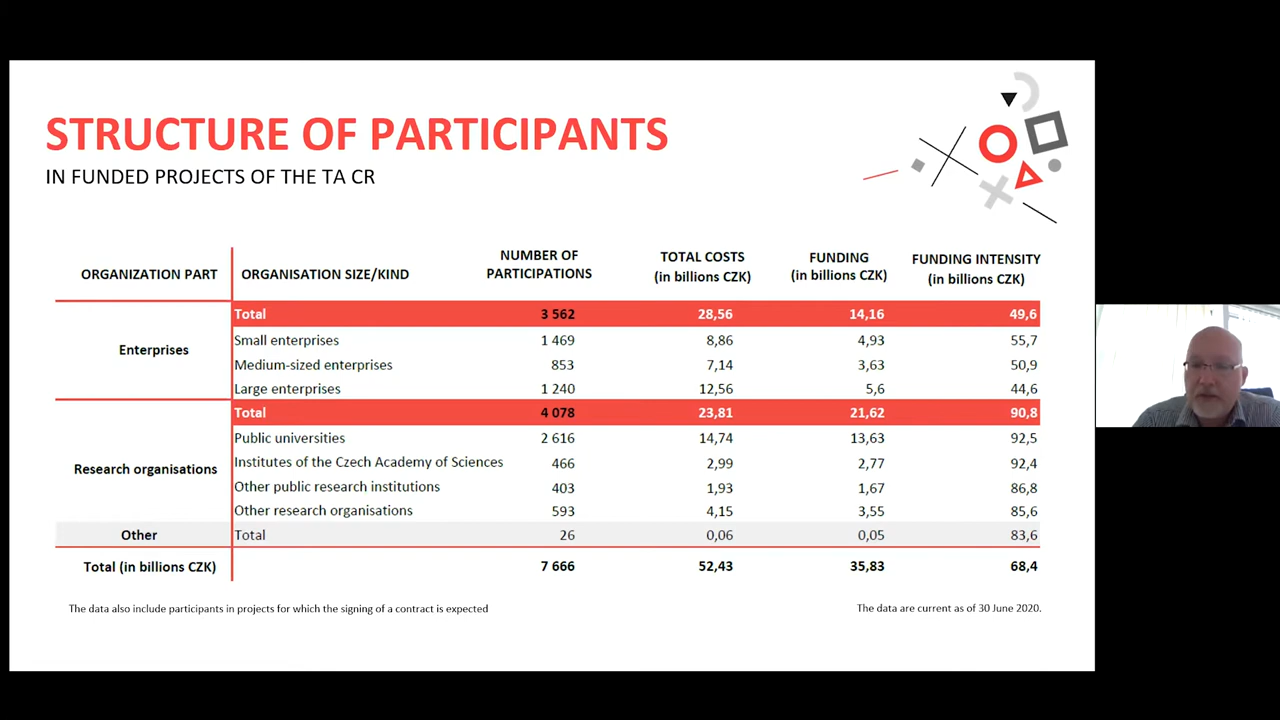 STRUCTURE OF PARTICIPANTS
IN FUNDED PROJECTS OF THE TA CR
ORGANIZATION PART ORGANISATION SIZE/KIND NUMBER OF PARTICIPATIONS TOTAL COSTS (in billions CZK) FUNDING (in billions CZK) FUNDING INTENSITY (in billions CZK)
Total 3 562 28,56 14,16 49,6
Enterprises
Small enterprises 1 469 8,86 4,93 55,7
Medium-sized enterprises 853 7,14 3,63 50,9
Large enterprises 1 240 12,56 5,6 44,6
Total 4 078 23,81 21,62 90,8
Research organisations
Public universities 2 616 14,74 13,63 92,5
Institutes of the Czech Academy of Sciences 466 2,99 2,77 92,4
Other public research institutions 403 1,93 1,67 86,8
Other research organisations 593 4,15 3,55 85,6
Other Total 26 0,06 0,05 83,6
Total (in billions CZK) 7 666 52,43 35,83 68,4
The data also include participants in projects for which the signing of a contract is expected
The data are current as of 30 June 2020.